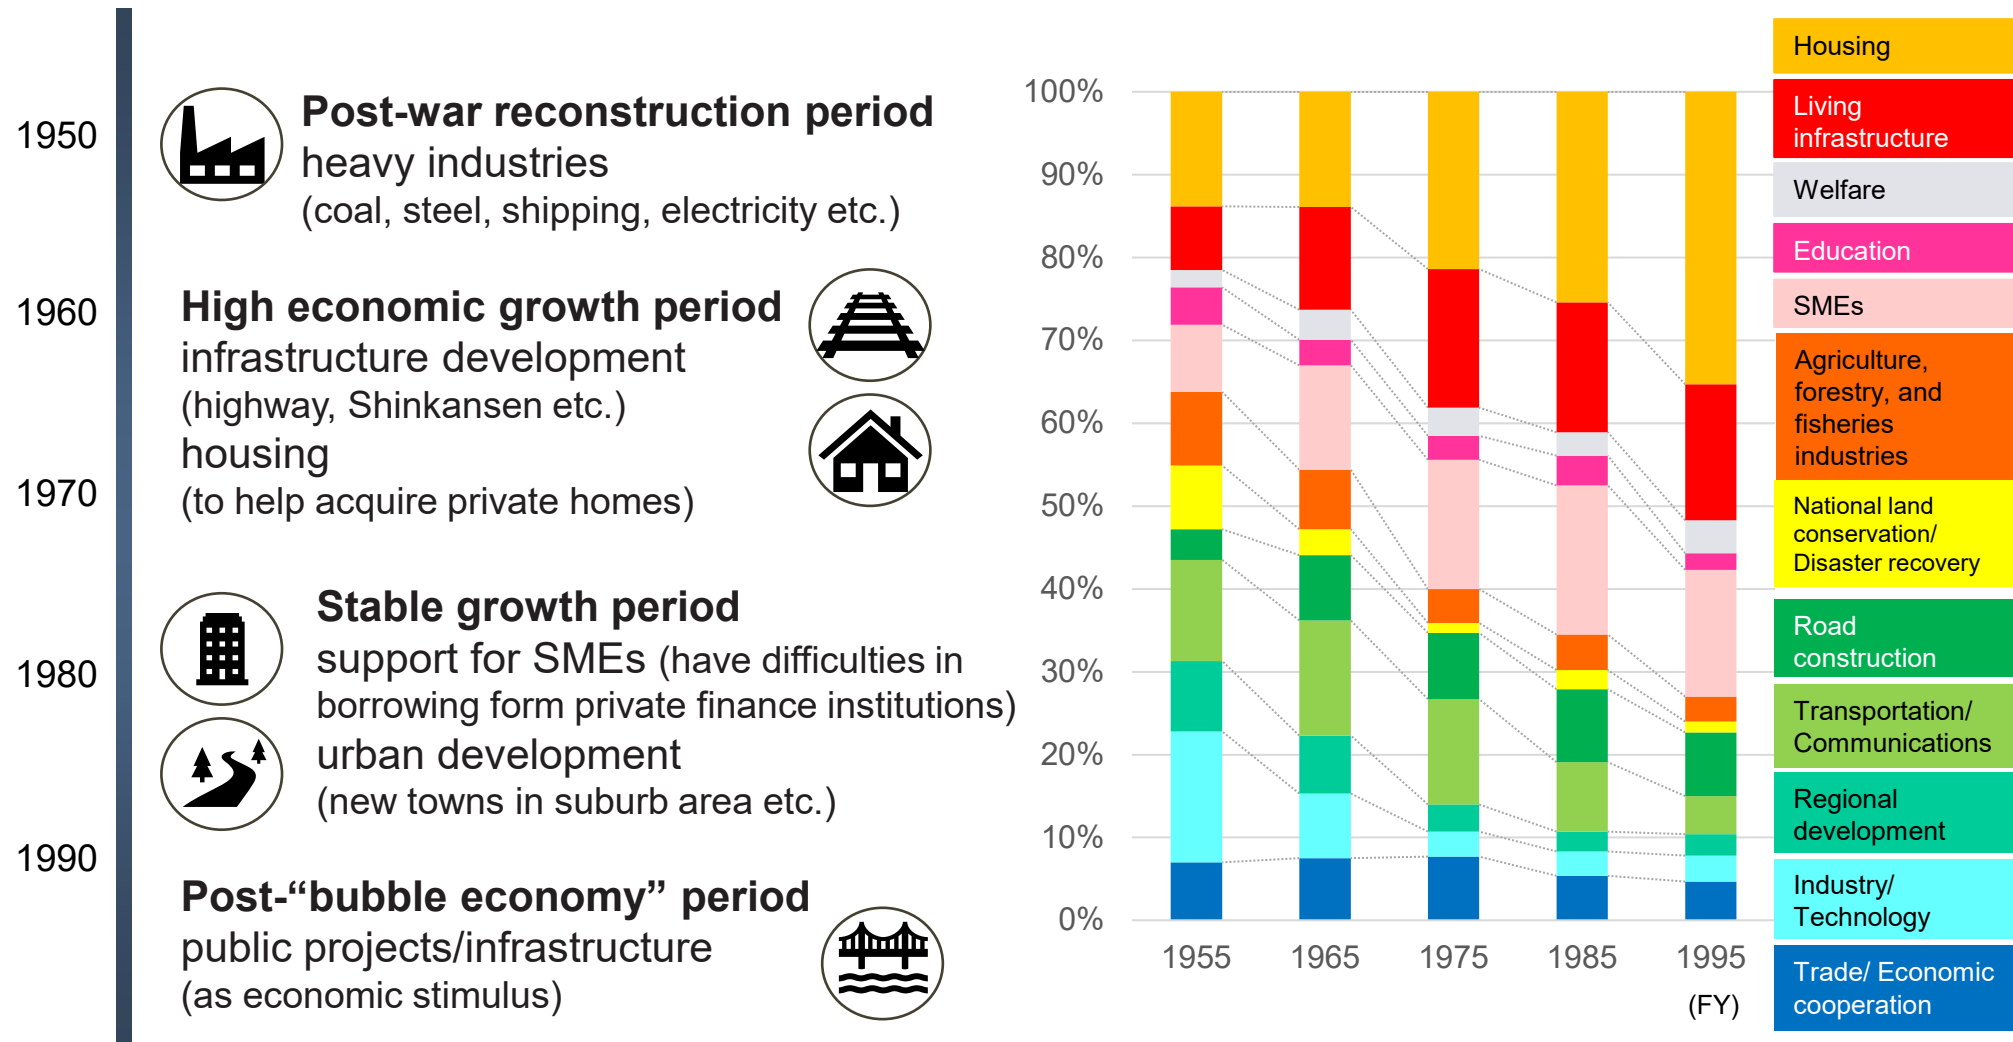 1950
1960
1970
1980
1990
Post-war reconstruction period
heavy industries
(coal, steel, shipping, electricity etc.)
High economic growth period
infrastructure development
(highway, Shinkansen etc.)
housing
(to help acquire private homes)
Stable growth period
support for SMEs (have difficulties in
borrowing form private finance institutions)
urban development
(new towns in suburb area etc.)
Post-“bubble economy” period
public projects/infrastructure
(as economic stimulus)
100%
90%
80%
70%
60%
50%
40%
30%
20%
10%
0%
1955 1965 1975 1985 1995
(FY)
Housing
Living
infrastructure
Welfare
Education
SMEs
Agriculture,
forestry, and
fisheries
industries
National land
conservation/
Disaster recovery
Road
construction
Transportation/
Communications
Regional
development
Industry/
Technology
Trade/ Economic
cooperation